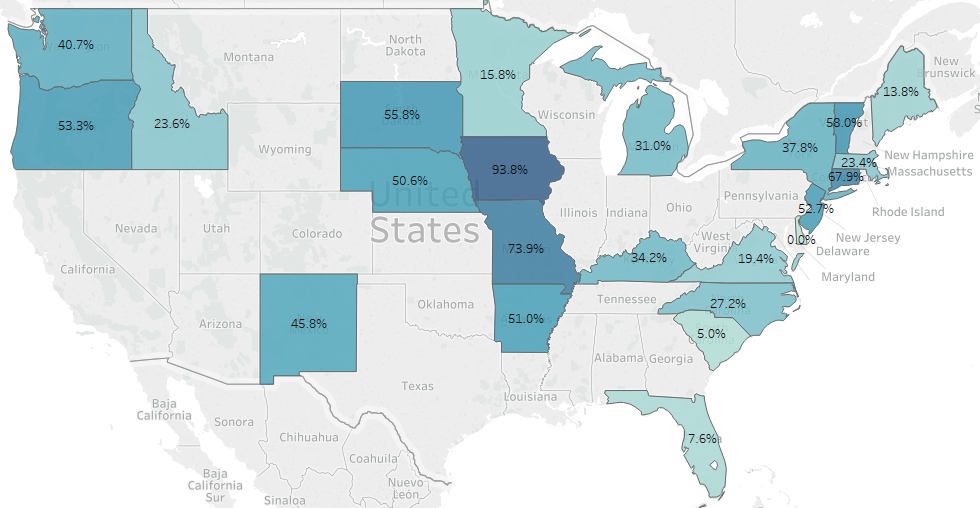 40.7%
Montana
North
Dakota
New
Brunswick
15.8%
13.8%
53.3%
23.6%
55.8%
Wisconsin
58.0%
Wyoming
31.0%
37.8%
23.4%
New Hampshire
Massachusetts
50.6%
93.8%
67.9%
United
States
Pennsylvania
Nevada
Utah
Colorado
Illinois
Indiana
Ohio
52.7%
Rhode Island
West
Virginia
0.0%
New Jersey
Delaware
California
73.9%
34.2%
19.4%
Maryland
Arizona
45.8%
Oklahoma
51.0%
Tennessee
27.2%
5.0%
Alabama
Georgia
Texas
Louisiana
Baja
California
Sonora
Chihuahua
7.6%
Coahuila
Baja
California
Sur
Sinaloa
Nuevo
León